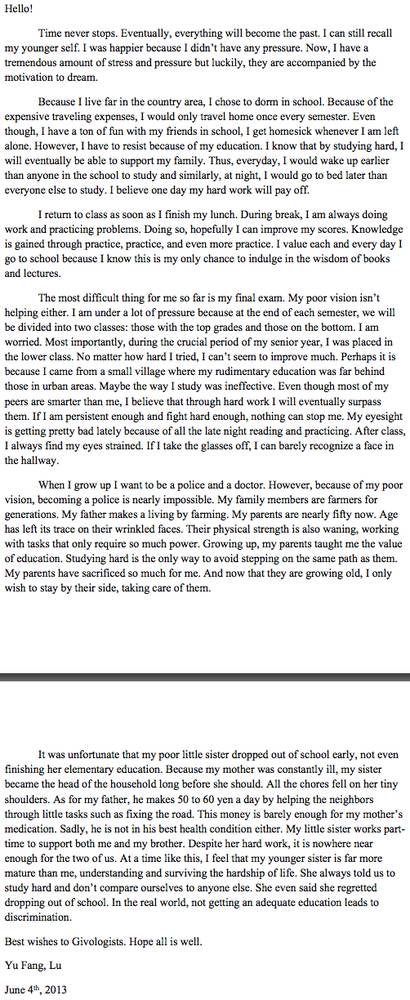 Hello!
Time never stops. Eventually, everything will become the past. I can still recall
my younger self. I was happier because I didn't have any pressure. Now, I have a
tremendous amount of stress and pressure but luckily, they are accompanied by the
motivation to dream.
Because I live far in the country area, I chose to dorm in school. Because of the
expensive traveling expenses, I would only travel home once every semester. Even
though, I have a ton of fun with my friends in school, I get homesick whenever I am left
alone. However, I have to resist because of my education. I know that by studying hard, I
will eventually be able to support my family. Thus, everyday, I would wake up earlier
than anyone in the school to study and similarly, at night, I would go to bed later than
everyone else to study. I believe one day my hard work will pay off.
I return to class as soon as I finish my lunch. During break, I am always doing
work and practicing problems. Doing so, hopefully I can improve my scores. Knowledge
is gained through practice, practice, and even more practice. I value each and every day I
go to school because I know this is my only chance to indulge in the wisdom of books
and lectures.
The most difficult thing for me so far is my final exam. My poor vision isn't
helping either. I am under a lot of pressure because at the end of each semester, we will
be divided into two classes: those with the top grades and those on the bottom. I am
worried. Most importantly, during the crucial period of my senior year, I was placed in
the lower class. No matter how hard I tried, I can't seem to improve much. Perhaps it is
because I came from a small village where my rudimentary education was far behind
those in urban areas. Maybe the way I study was ineffective. Even though most of my
peers are smarter than me, I believe that through hard work I will eventually surpass
them. If I am persistent enough and fight hard enough, nothing can stop me. My eyesight
is getting pretty bad lately because of all the late night reading and practicing. After class,
I always find my eyes strained. If I take the glasses off, I can barely recognize a face in
the hallway.
When I grow up I want to be a police and a doctor. However, because of my poor
vision, becoming a police is nearly impossible. My family members are farmers for
generations. My father makes a living by farming. My parents are nearly fifty now. Age
has left its trace on their wrinkled faces. Their physical strength is also waning, working
with tasks that only require so much power. Growing up, my parents taught me the value
of education. Studying hard is the only way to avoid stepping on the same path as them.
My parents have sacrificed so much for me. And now that they are growing old, I only
wish to stay by their side, taking care of them.
It was unfortunate that my poor little sister dropped out of school early, not even
finishing her elementary education. Because my mother was constantly ill, my sister
became the head of the household long before she should. All the chores fell on her tiny
shoulders. As for my father, he makes 50 to 60 yen a day by helping the neighbors
through little tasks such as fixing the road. This money is barely enough for my mother's
medication. Sadly, he is not in his best health condition either. My little sister works part-
time to support both me and my brother. Despite her hard work, it is nowhere near
enough for the two of us. At a time like this, I feel that my younger sister is far more
mature than me, understanding and surviving the hardship of life. She always told us to
study hard and don't compare ourselves to anyone else. She even said she regretted
dropping out of school. In the real world, not getting an adequate education leads to
discrimination.
Best wishes to Givologists. Hope all is well.
Yu Fang, Lu
June 4th, 2013